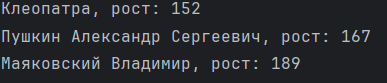 Клеопатра, рост: 152
Пушкин Александр Сергеевич, рост: 167
Маяковский Владимир, рост: 189